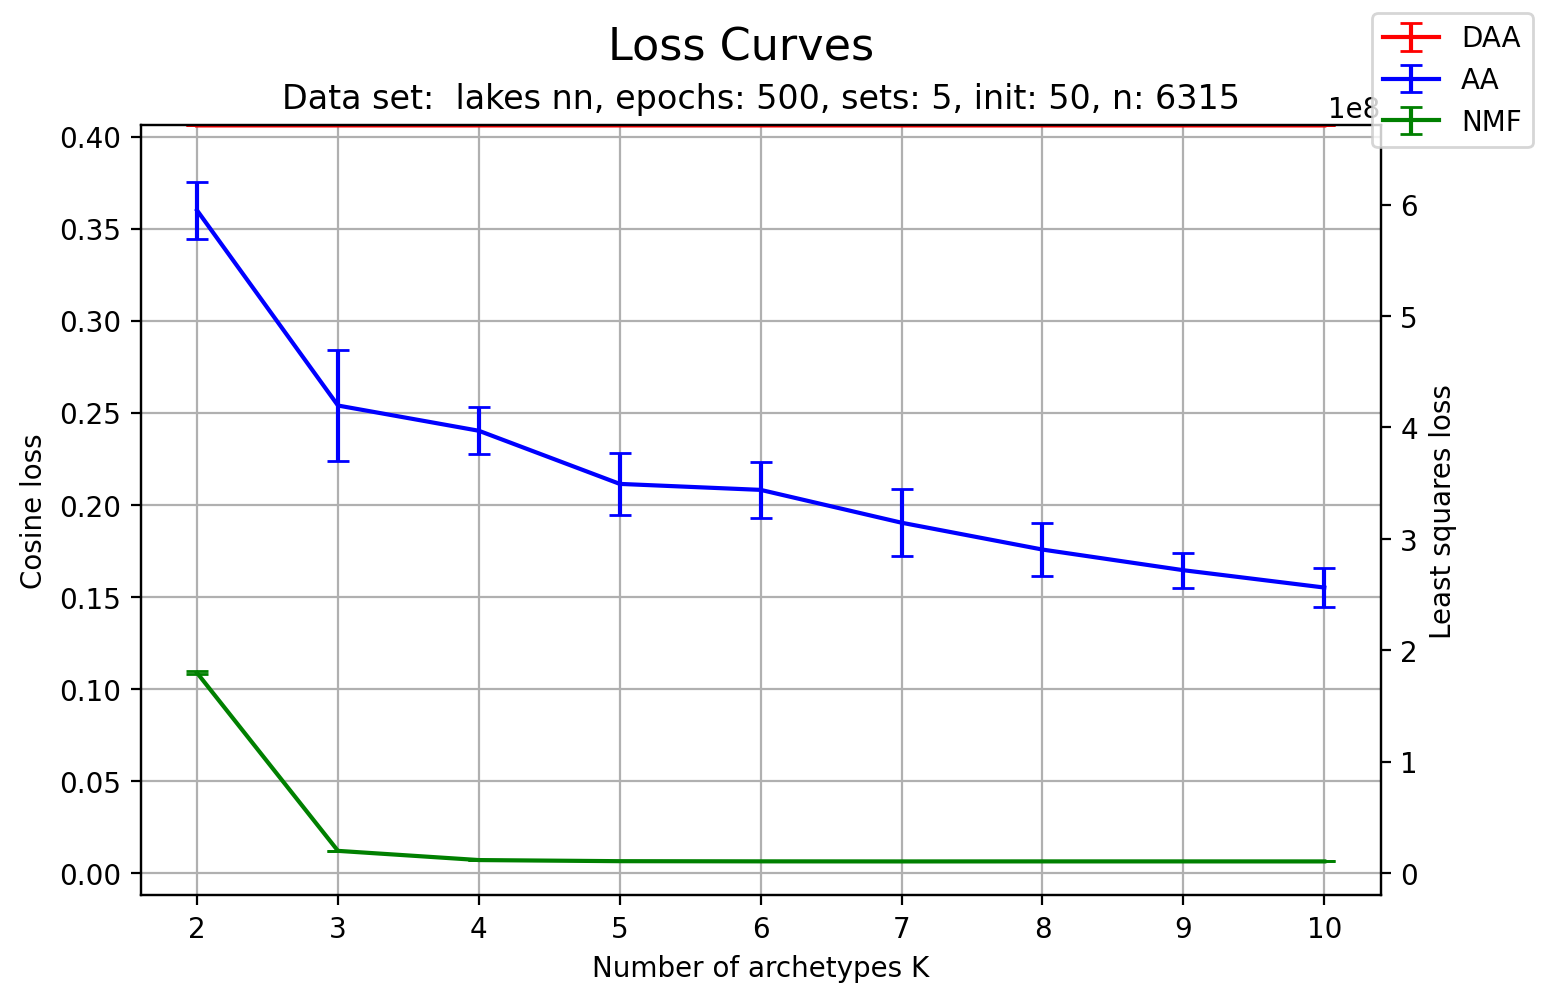 Loss Curves
Data set:  lakes nn, epochs: 500, sets: 5, init: 50, n: 6315
1e8
DAA
AA
NMF
0.40
0.35
0.30
0.25
0.20
0.15
0.10
0.05
0.00
Cosine loss
6
5
4
3
2
1
0
Least squares loss
2 3 4 5 6 7 8 9 10
Number of archetypes K